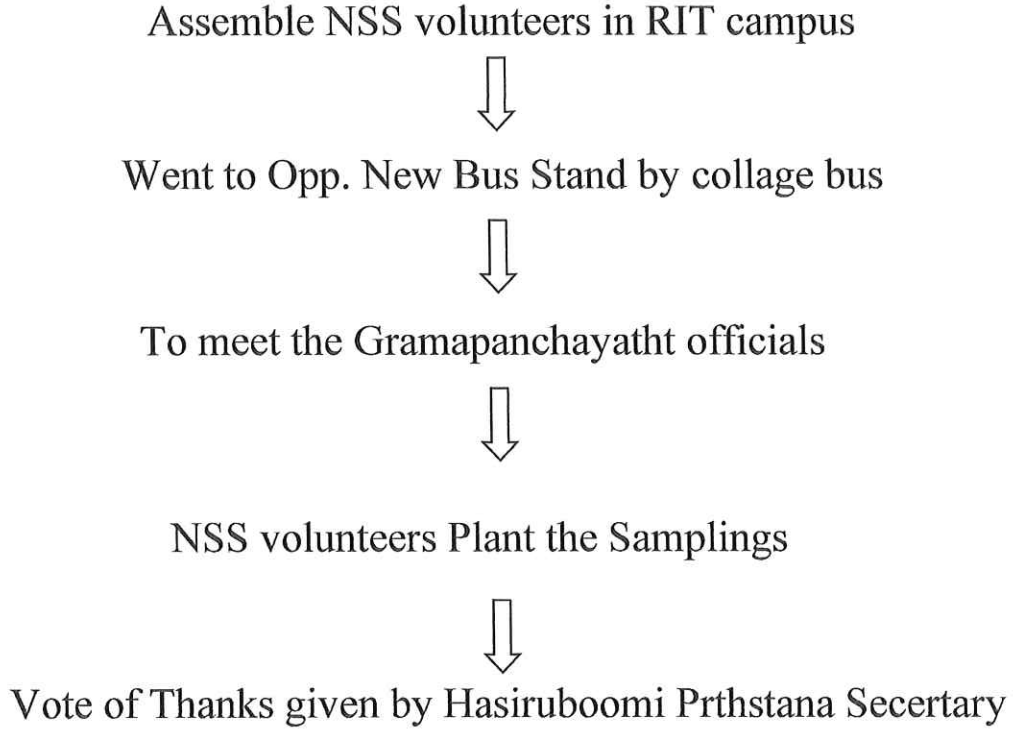 Assemble NSS volunteers in RIT campus
Went to Opp. New Bus Stand by collage bus
To meet the Gramapanchayatht officials
NSS volunteers Plant the Samplings
Vote of Thanks given by Hasiruboomi Prthstana Secertary